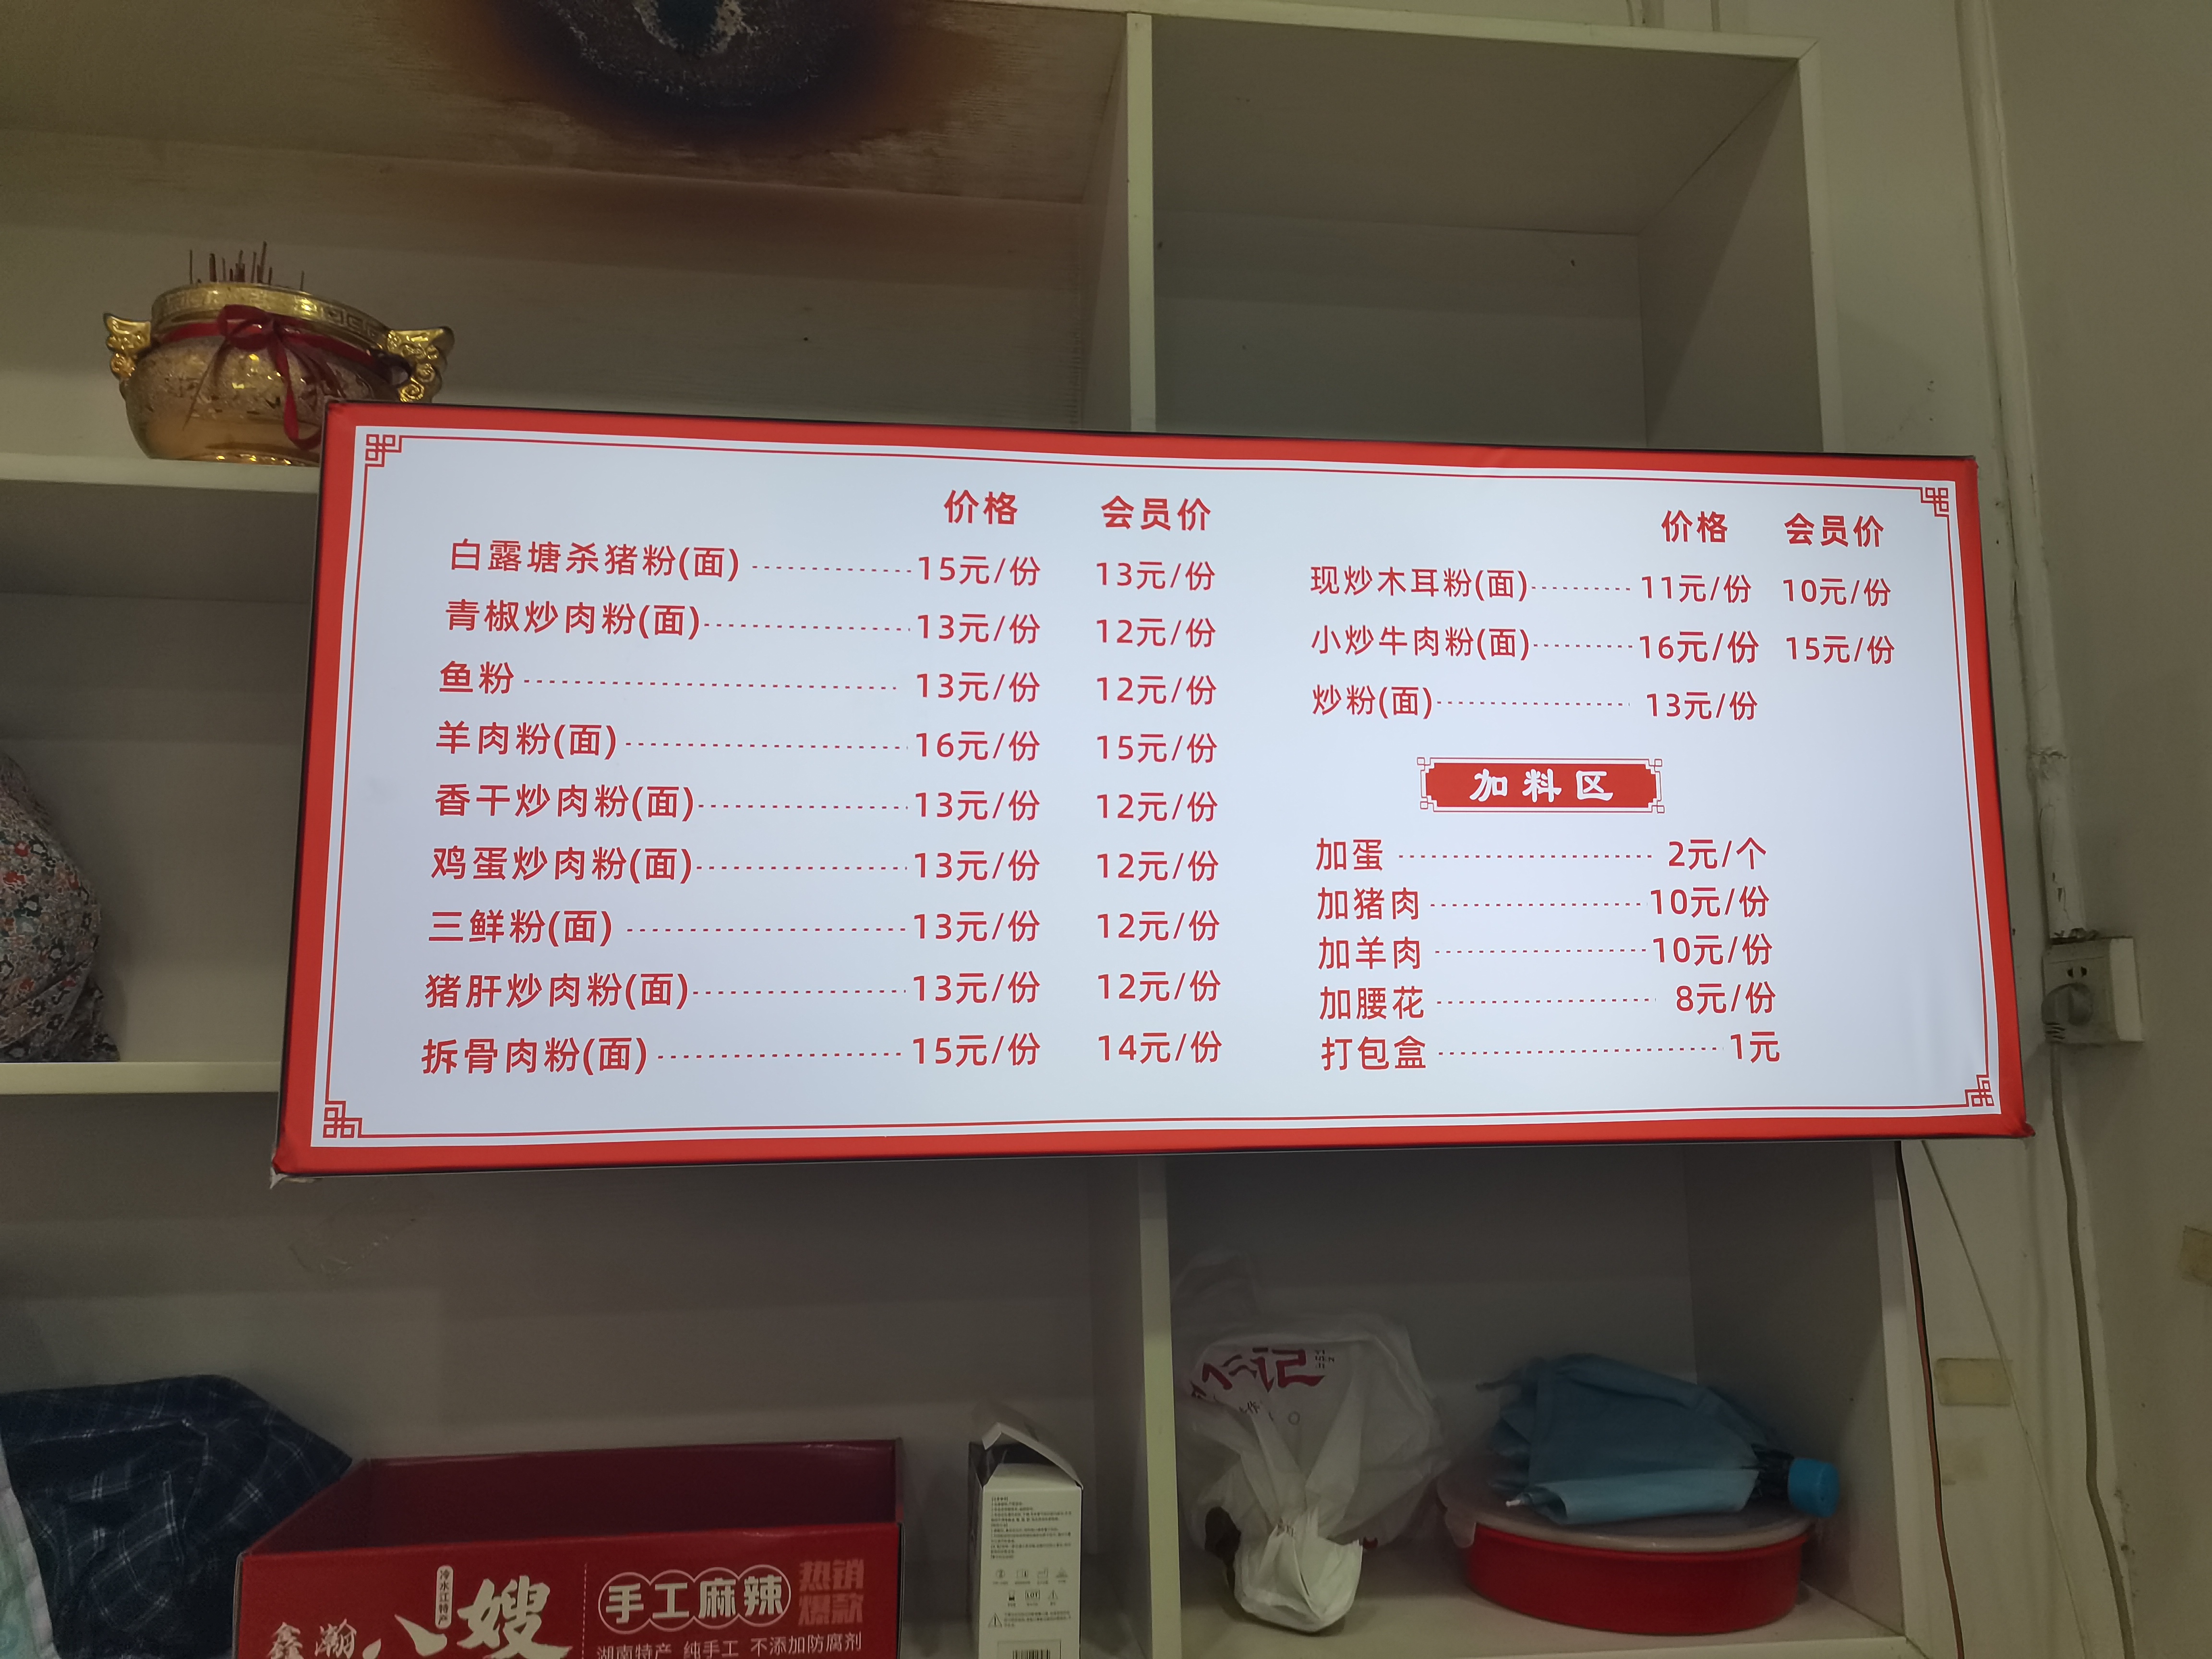 价格 会员价
白露塘杀猪粉(面) 15元/份 13元/份
青椒炒肉粉(面) 13元/份 12元/份
鱼粉 13元/份 12元/份
羊肉粉(面) 16元/份 15元/份
香干炒肉粉(面) 13元/份 12元/份
鸡蛋炒肉粉(面) 13元/份 12元/份
三鲜粉(面) 13元/份 12元/份
猪肝炒肉粉(面) 13元/份 12元/份
拆骨肉粉(面) 15元/份 14元/份
价格 会员价
现炒木耳粉(面) 11元/份 10元/份
小炒牛肉粉(面) 16元/份 15元/份
炒粉(面) 13元/份
加料区
加蛋 2元/个
加猪肉 10元/份
加羊肉 10元/份
加腰花 8元/份
打包盒 1元
记
鑫瀚
冷水江特产
八嫂
手工麻辣
热销
爆款
湖南特产 纯手工 不添加防腐剂